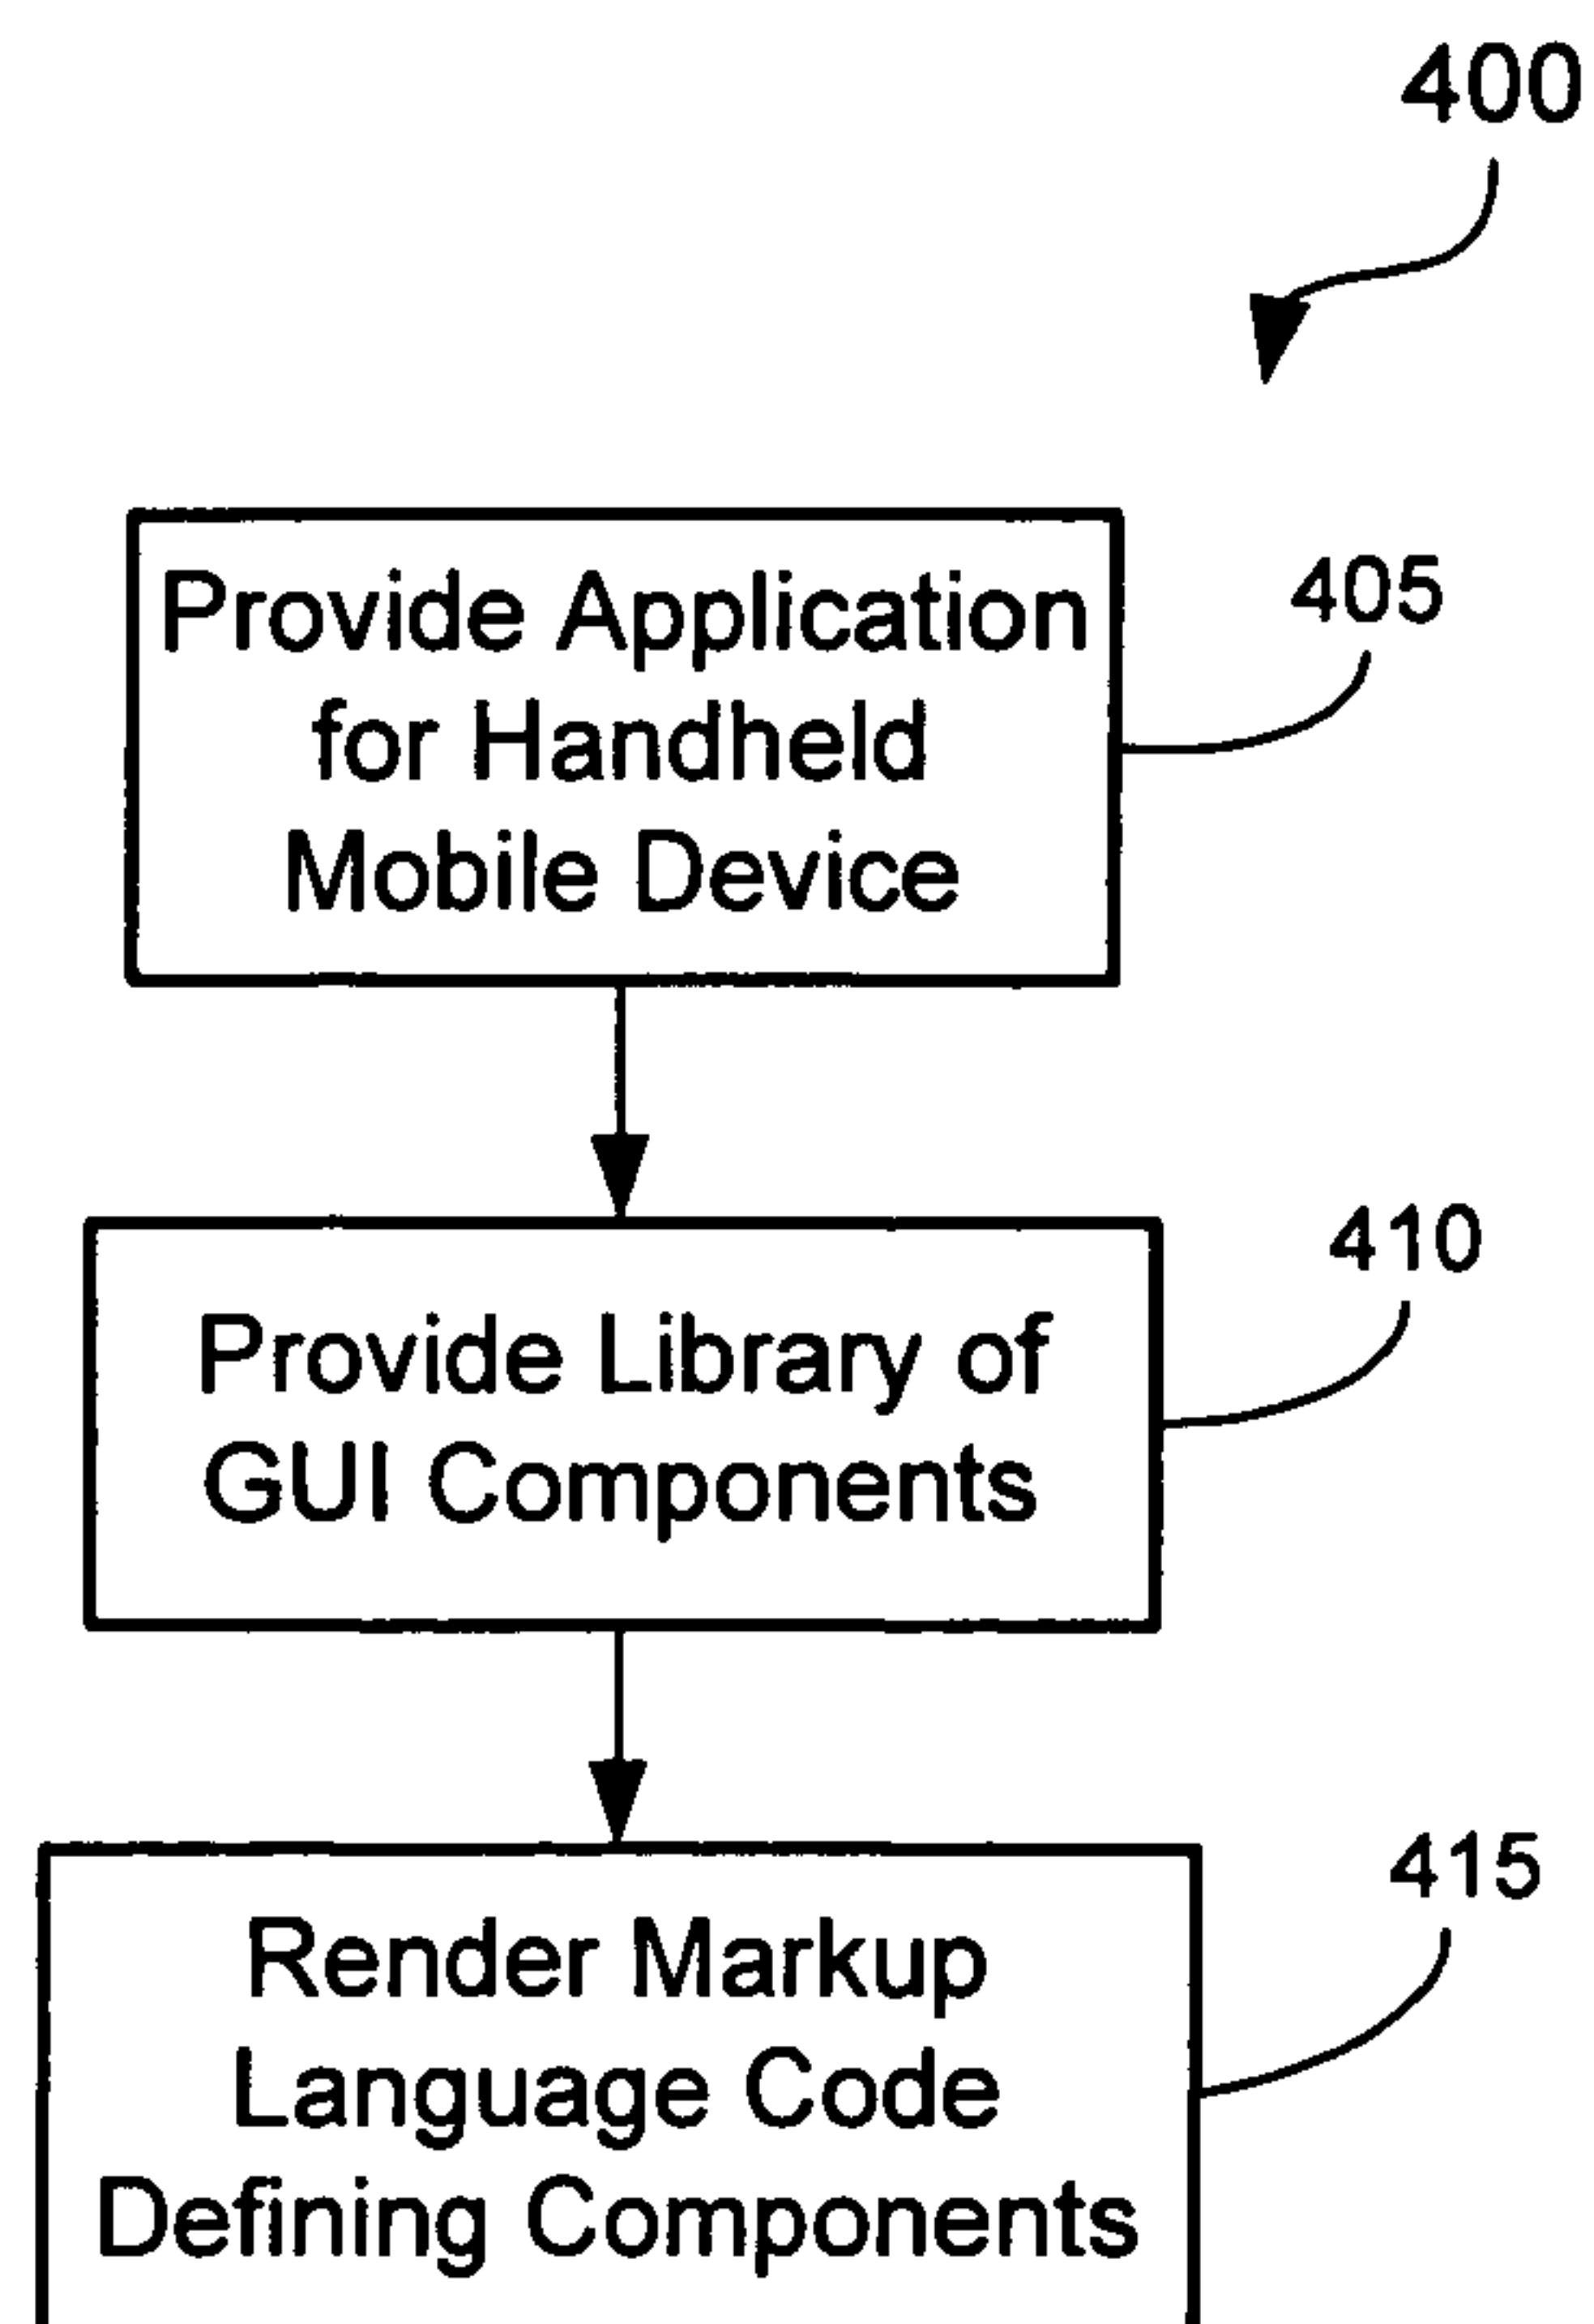 400
Provide Application
for Handheld
Mobile Device
405
Provide Library of
GUI Components
410
Render Markup
Language Code
Defining Components
415